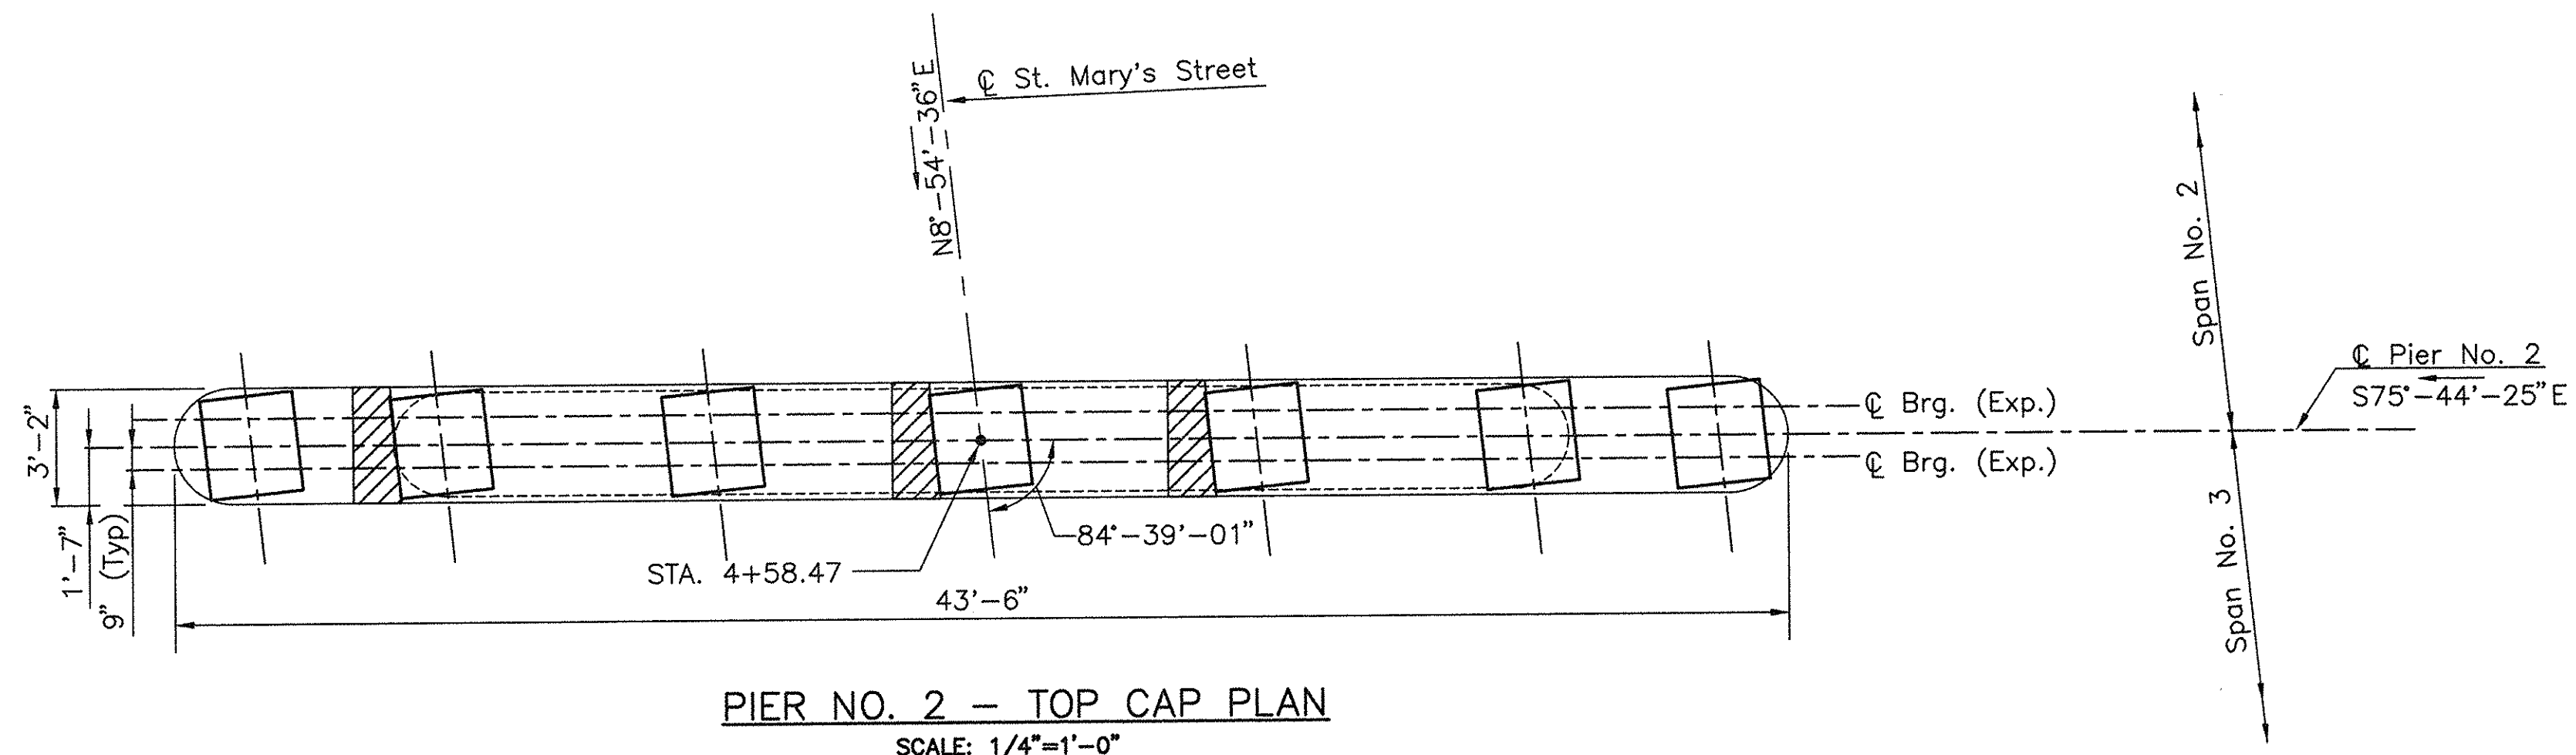 ℄ St. Mary's Street
N8°-54'-36"E
Span No. 2
℄ Pier No. 2
S75°-44'-25"E
℄ Brg. (Exp.)
℄ Brg. (Exp.)
3'-2"
1'-7"
9" (Typ)
84°-39'-01"
STA. 4+58.47
43'-6"
Span No. 3
PIER NO. 2 – TOP CAP PLAN
SCALE: 1/4"=1'-0"